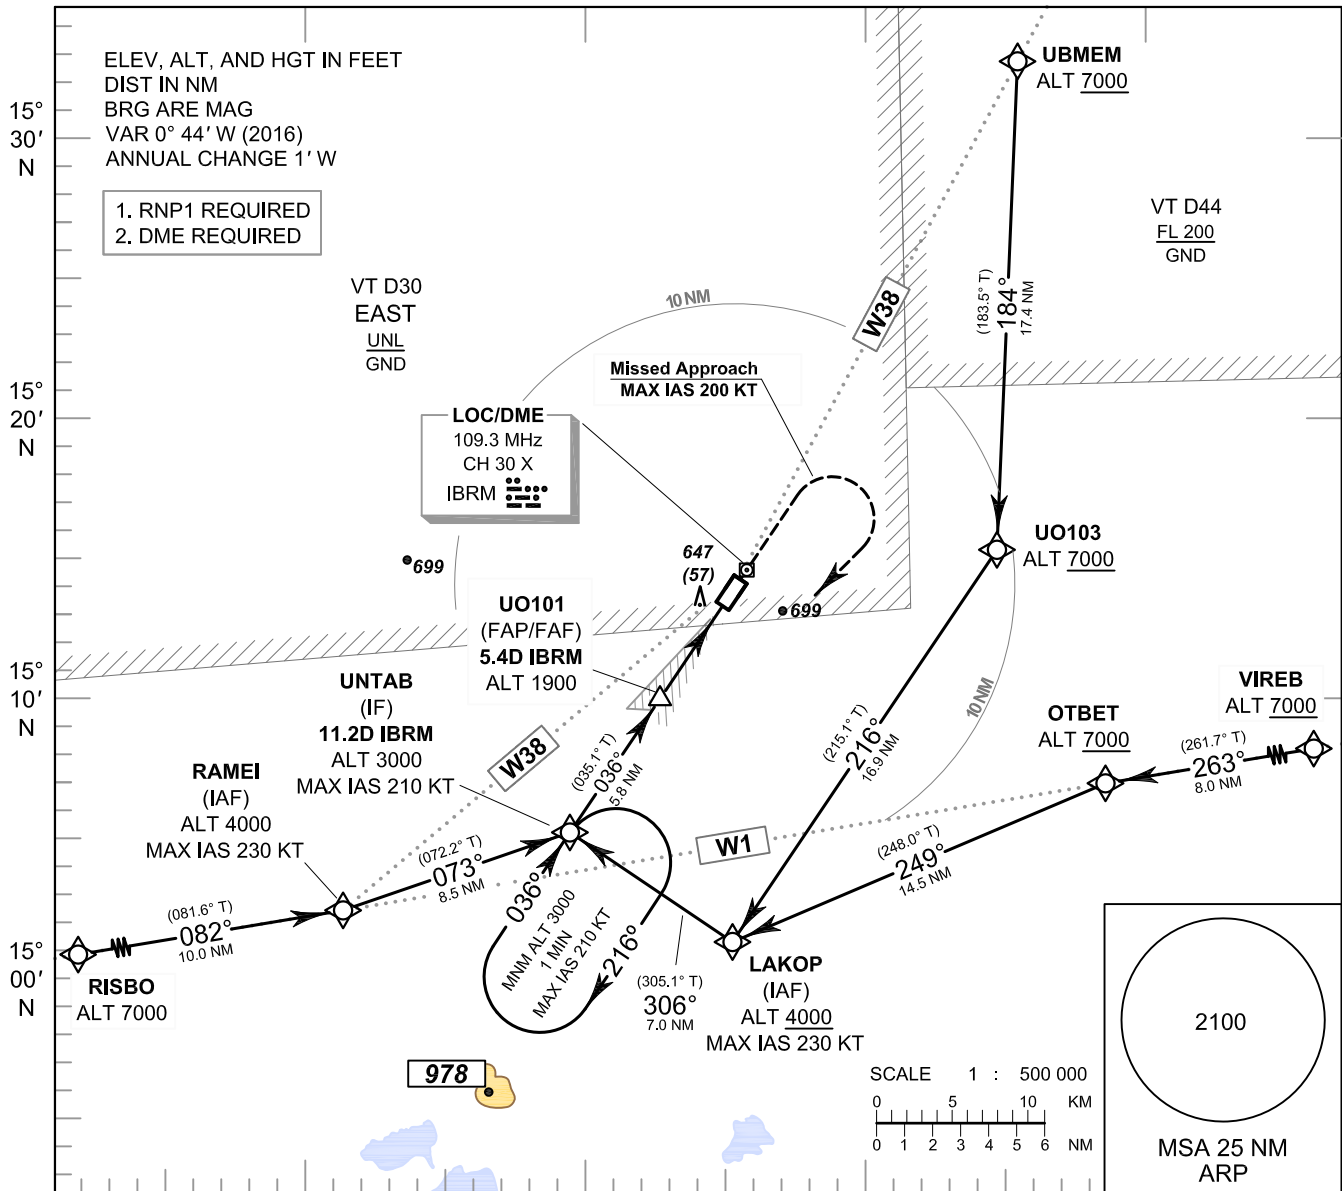 ELEV, ALT, AND HGT IN FEET
DIST IN NM
BRG ARE MAG
VAR 0° 44′ W (2016)
ANNUAL CHANGE 1′ W
1. RNP1 REQUIRED
2. DME REQUIRED
15°
30′
N
15°
20′
N
15°
10′
N
15°
00′
N
UBMEM
ALT 7000
VT D44
FL 200
GND
VT D30
EAST
UNL
GND
10 NM
W38
(183.5° T)
184°
17.4 NM
Missed Approach
MAX IAS 200 KT
LOC/DME
109.3 MHz
CH 30 X
IBRM
699
647
(57)
699
UO103
ALT 7000
UO101
(FAP/FAF)
5.4D IBRM
ALT 1900
UNTAB
(IF)
11.2D IBRM
ALT 3000
MAX IAS 210 KT
W38
(035.1° T)
036°
5.8 NM
(215.1° T)
216°
16.9 NM
10 NM
VIREB
ALT 7000
OTBET
ALT 7000
(261.7° T)
263°
8.0 NM
RAMEI
(IAF)
ALT 4000
MAX IAS 230 KT
(072.2° T)
073°
8.5 NM
W1
(248.0° T)
249°
14.5 NM
(081.6° T)
082°
10.0 NM
RISBO
ALT 7000
036°
MNM ALT 3000
1 MIN
MAX IAS 210 KT
216°
(305.1° T)
306°
7.0 NM
LAKOP
(IAF)
ALT 4000
MAX IAS 230 KT
978
SCALE 1 : 500 000
0 5 10 KM
0 1 2 3 4 5 6 NM
2100
MSA 25 NM
ARP